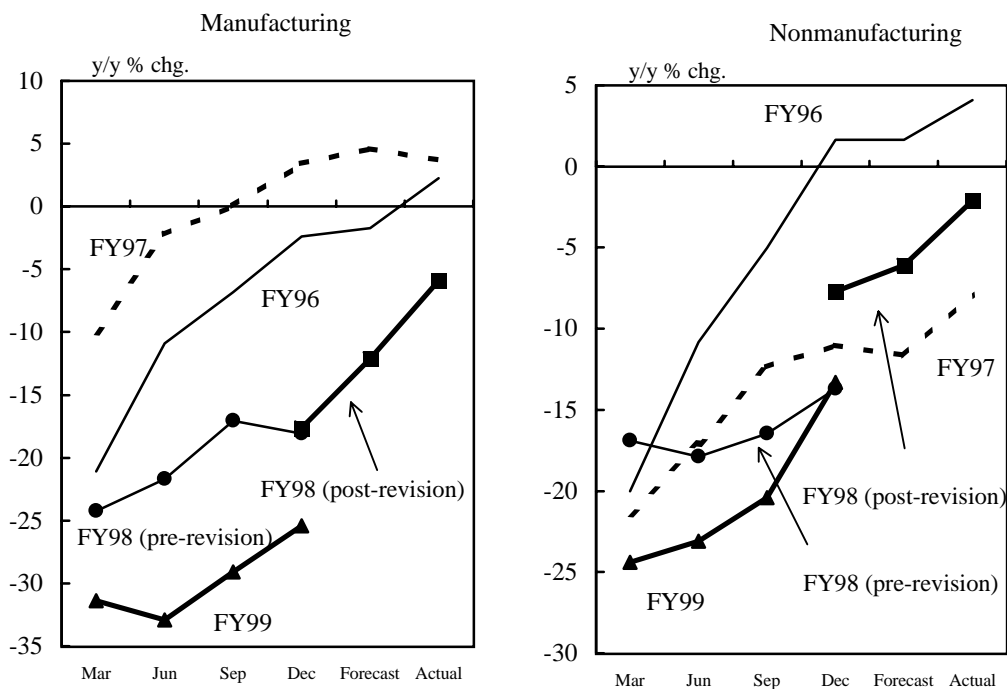 Manufacturing
y/y % chg.
10
5
0
-5
-10
-15
-20
-25
-30
-35
FY97
FY96
FY98 (post-revision)
FY98 (pre-revision)
FY99
Mar Jun Sep Dec Forecast Actual
Nonmanufacturing
y/y % chg.
5
0
-5
-10
-15
-20
-25
-30
FY96
FY97
FY98 (post-revision)
FY98 (pre-revision)
FY99
Mar Jun Sep Dec Forecast Actual